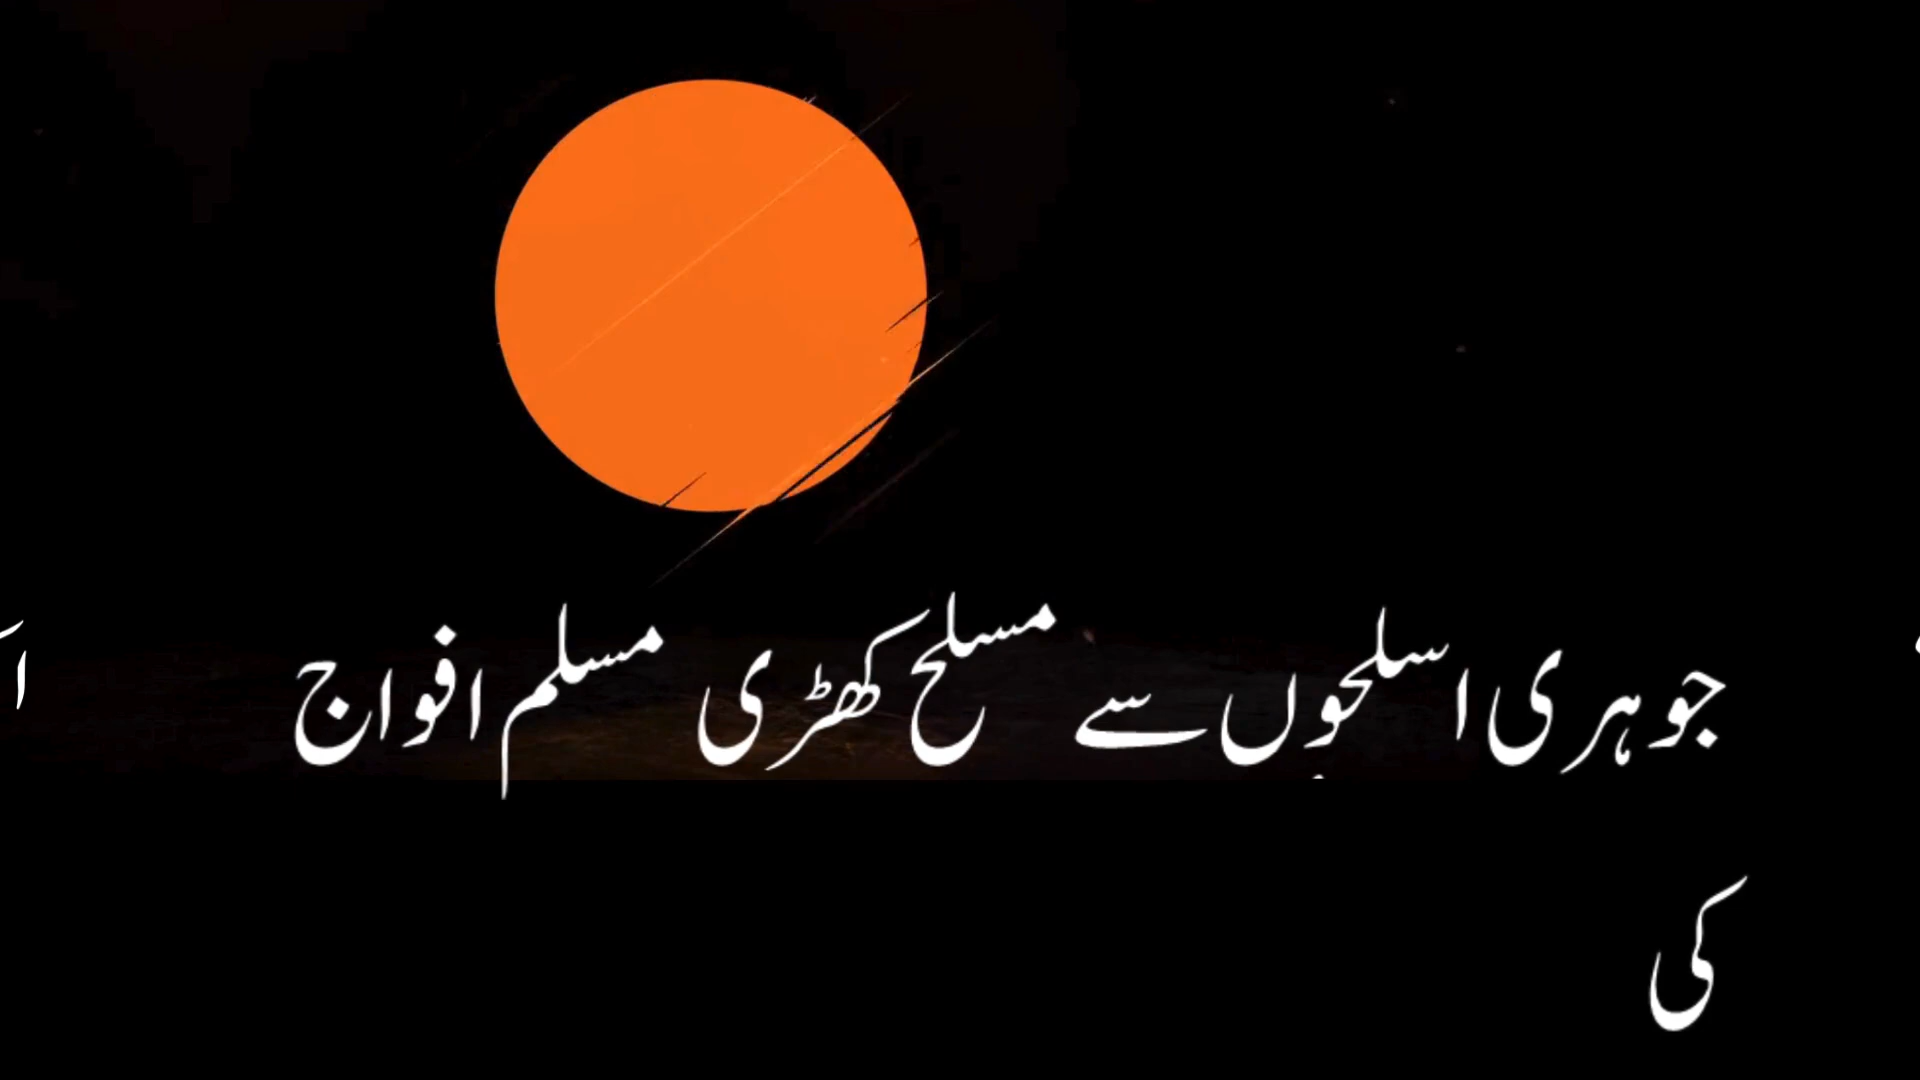 جوہری اسلحوں سے مسلح کھڑی مسلم افواج
کی